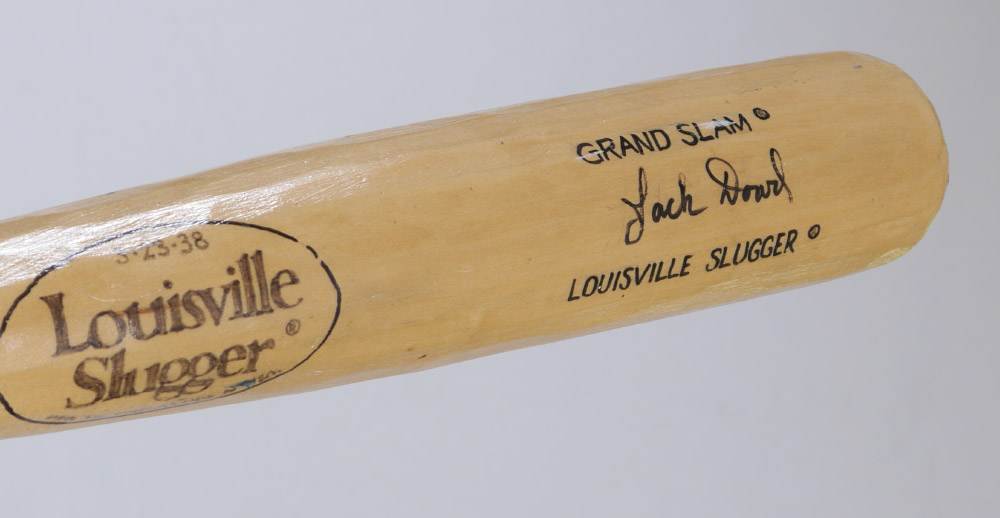 GRAND SLAM®
Jack Dowd
LOUISVILLE SLUGGER®
3-23-38
Louisville
Slugger®